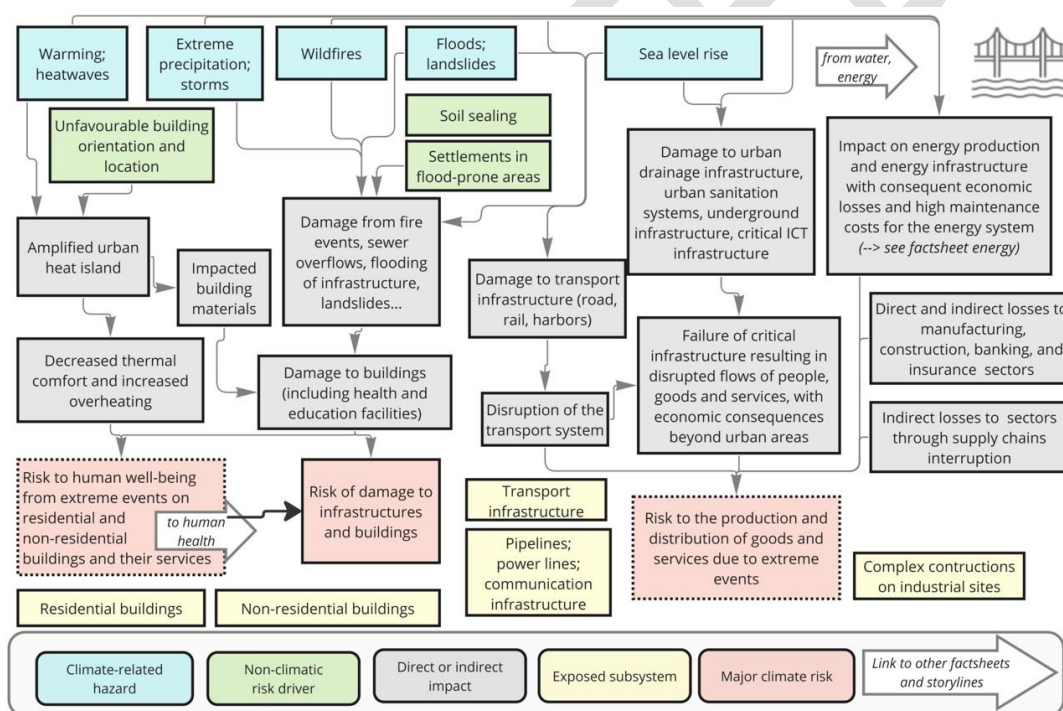 Warming;
heatwaves
Extreme
precipitation;
storms
Wildfires
Floods;
landslides
Sea level rise
from water,
energy
Unfavourable building
orientation and
location
Soil sealing
Settlements in
flood-prone areas
Amplified urban
heat island
Impacted
building
materials
Damage from fire
events, sewer
overflows, flooding
of infrastructure,
landslides...
Damage to transport
infrastructure (road,
rail, harbors)
Damage to urban
drainage infrastructure,
urban sanitation
systems, underground
infrastructure, critical ICT
infrastructure
Impact on energy production
and energy infrastructure
with consequent economic
losses and high maintenance
costs for the energy system
(--> see factsheet energy)
Decreased thermal
comfort and increased
overheating
Damage to buildings
(including health and
education facilities)
Disruption of the
transport system
Failure of critical
infrastructure resulting in
disrupted flows of people,
goods and services, with
economic consequences
beyond urban areas
Direct and indirect losses to
manufacturing,
construction, banking, and
insurance sectors
Indirect losses to sectors
through supply chains
interruption
Risk to human well-being
from extreme events on
residential and
non-residential
buildings and their services
to human
health
Risk of damage to
infrastructures
and buildings
Transport
infrastructure
Pipelines;
power lines;
communication
infrastructure
Risk to the production and
distribution of goods and
services due to extreme
events
Complex contructions
on industrial sites
Residential buildings
Non-residential buildings
Climate-related
hazard
Non-climatic
risk driver
Direct or indirect
impact
Exposed subsystem
Major climate risk
Link to other factsheets
and storylines